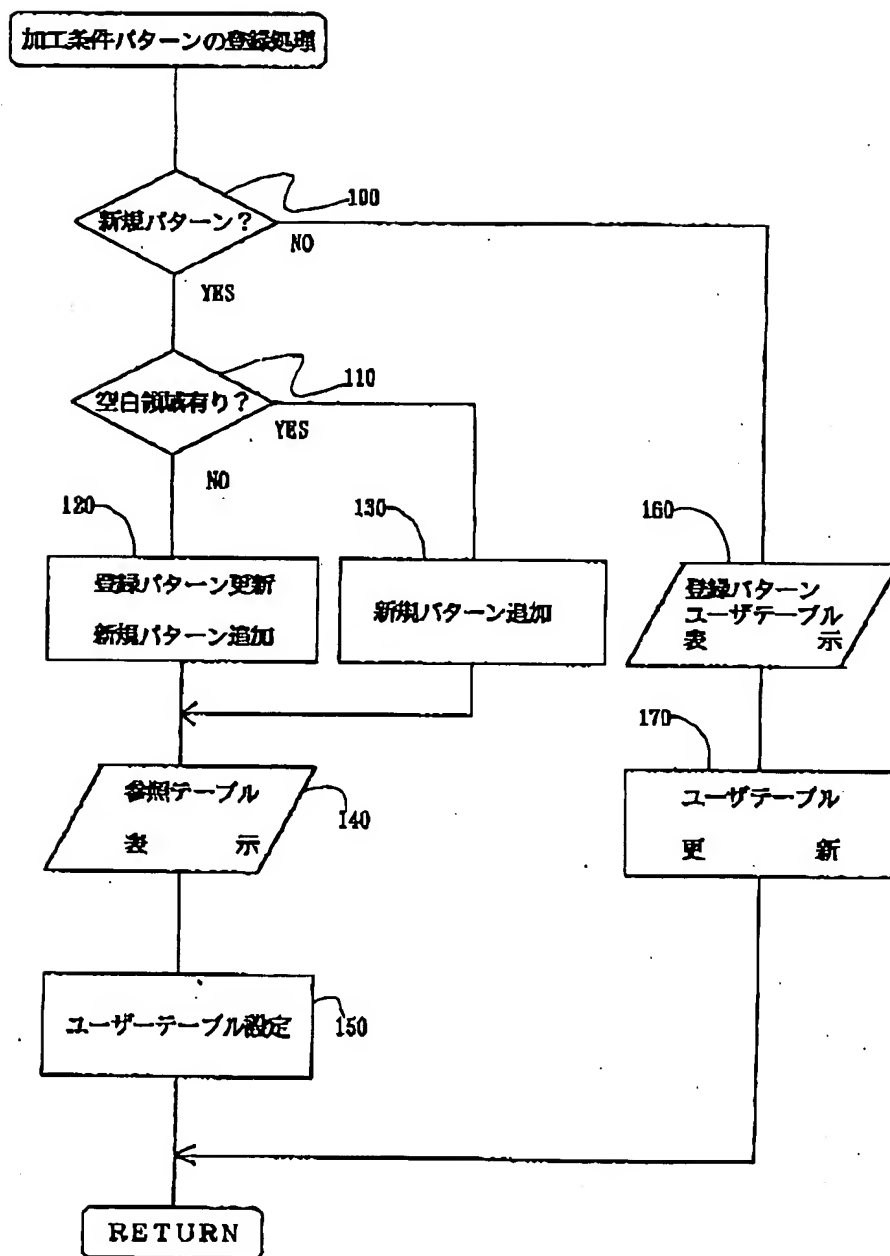 加工条件パターンの登録処理
100
新規パターン?
NO
YES
110
空白領域有り?
YES
NO
120
130
160
登録パターン更新
新規パターン追加
新規パターン追加
登録パターン
ユーザテーブル
表 示
170
参照テーブル
表 示
140
ユーザテーブル
更 新
ユーザーテーブル設定
150
RETURN